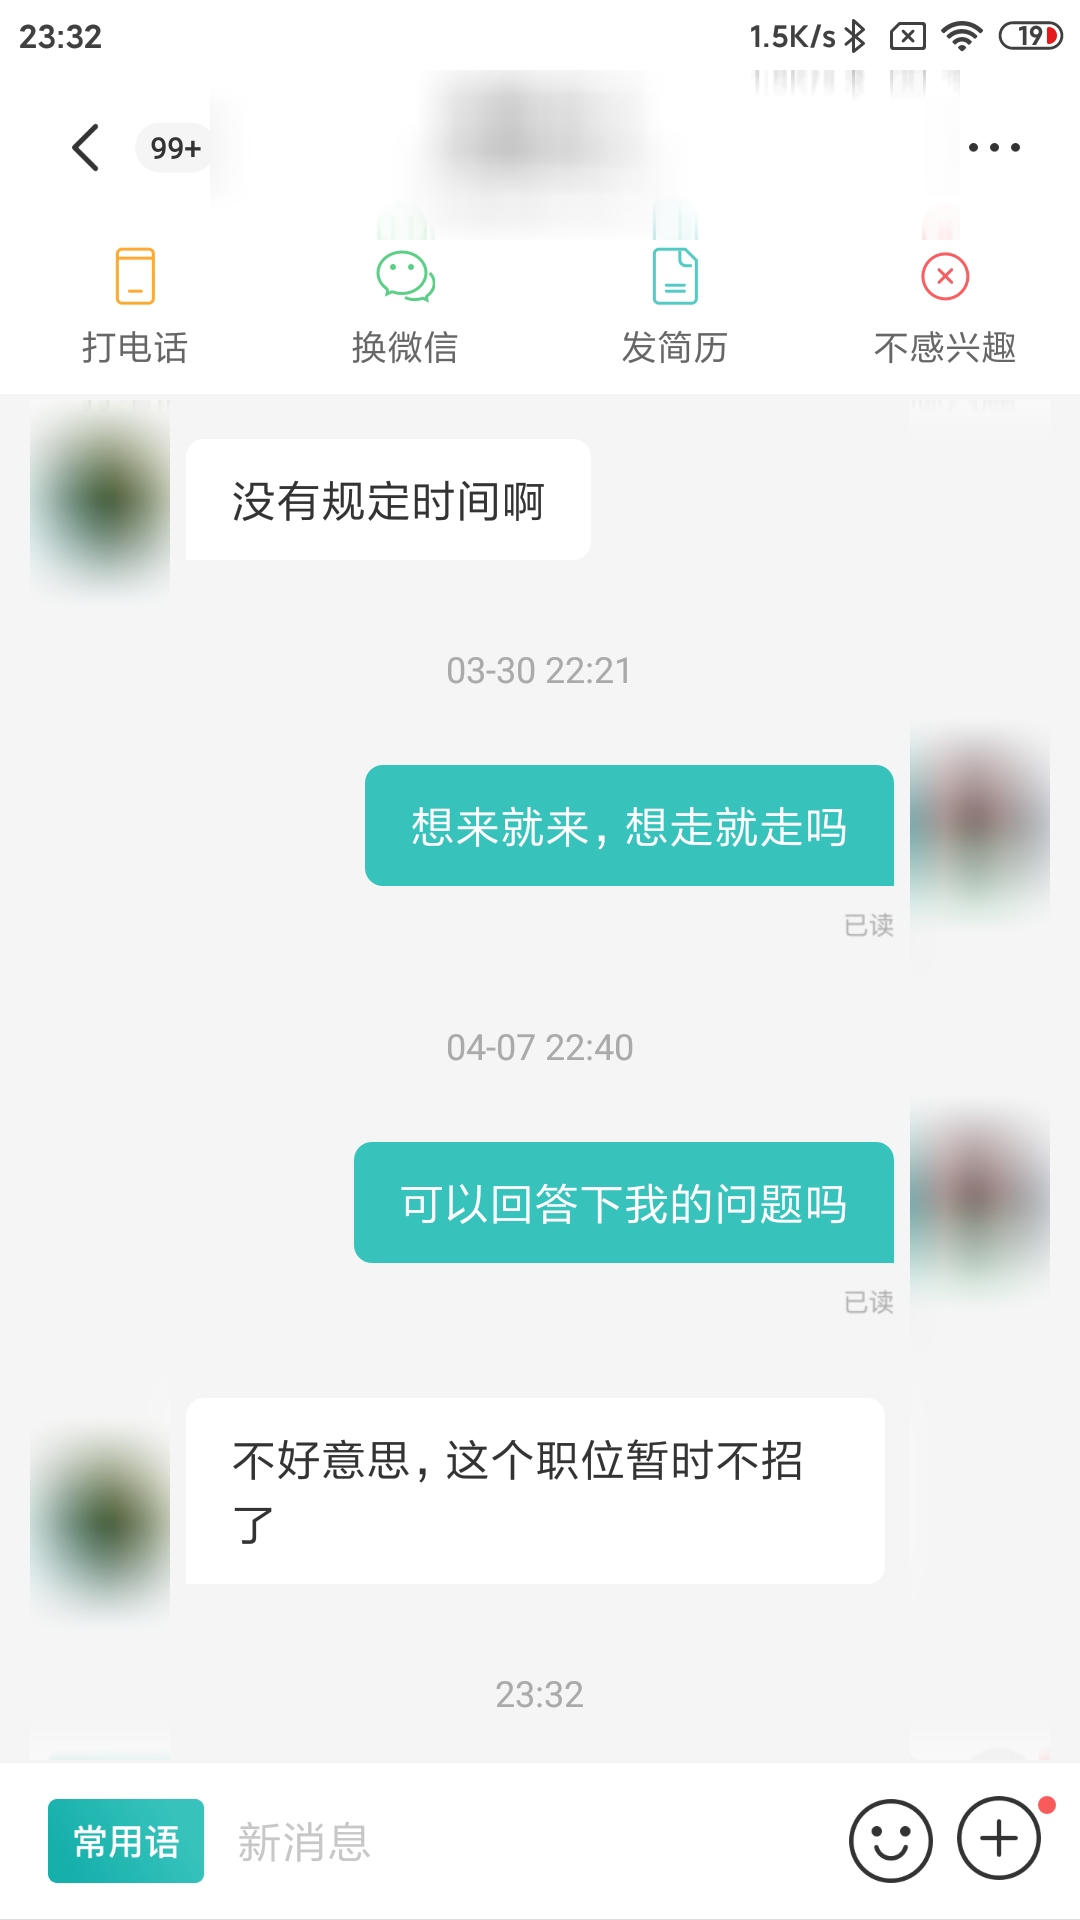 23:32
1.5K/s
19
99+
打电话
换微信
发简历
不感兴趣
没有规定时间啊
03-30 22:21
想来就来，想走就走吗
已读
04-07 22:40
可以回答下我的问题吗
已读
不好意思，这个职位暂时不招
了
23:32
常用语
新消息